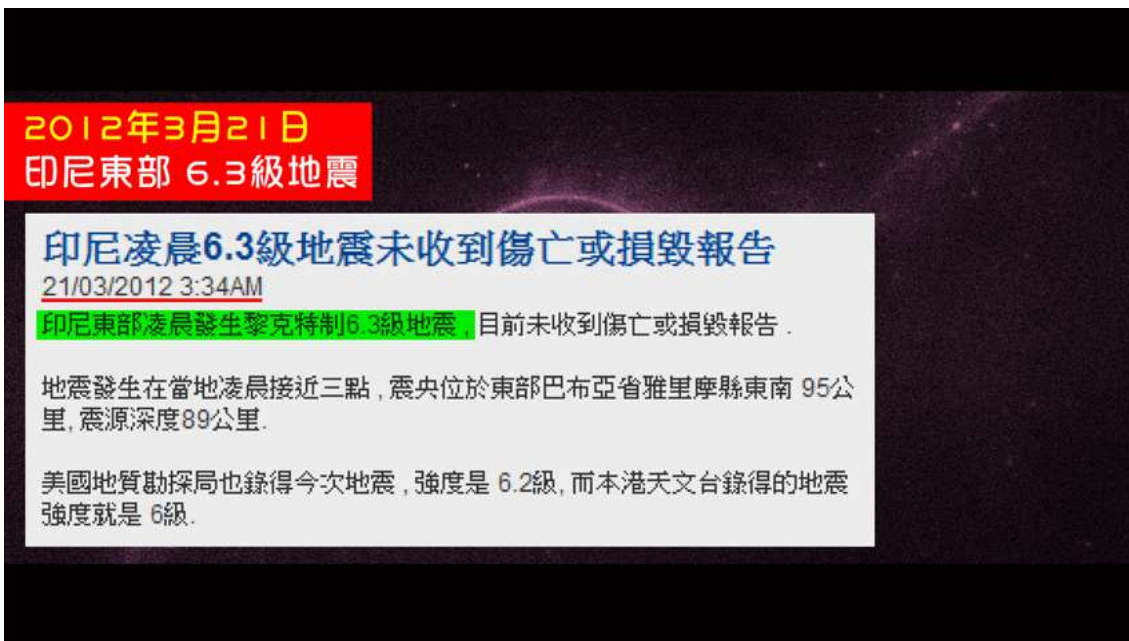 2012年3月21日
印尼東部 6.3級地震
印尼凌晨6.3級地震未收到傷亡或損毀報告
21/03/2012 3:34AM
印尼東部凌晨發生黎克特制6.3級地震 , 目前未收到傷亡或損毀報告 .
地震發生在當地凌晨接近三點 , 震央位於東部巴布亞省雅里摩縣東南 95公
里, 震源深度89公里.
美國地質勘探局也錄得今次地震 , 強度是 6.2級, 而本港天文台錄得的地震
強度就是 6級.